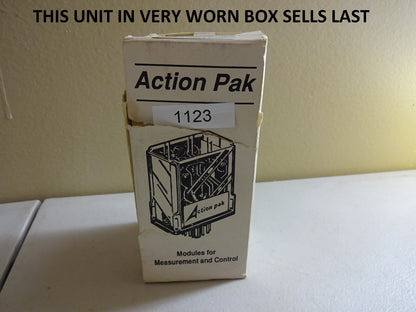 THIS UNIT IN VERY WORN BOX SELLS LAST
Action Pak
1123
Action pak
Modules for
Measurement and Control